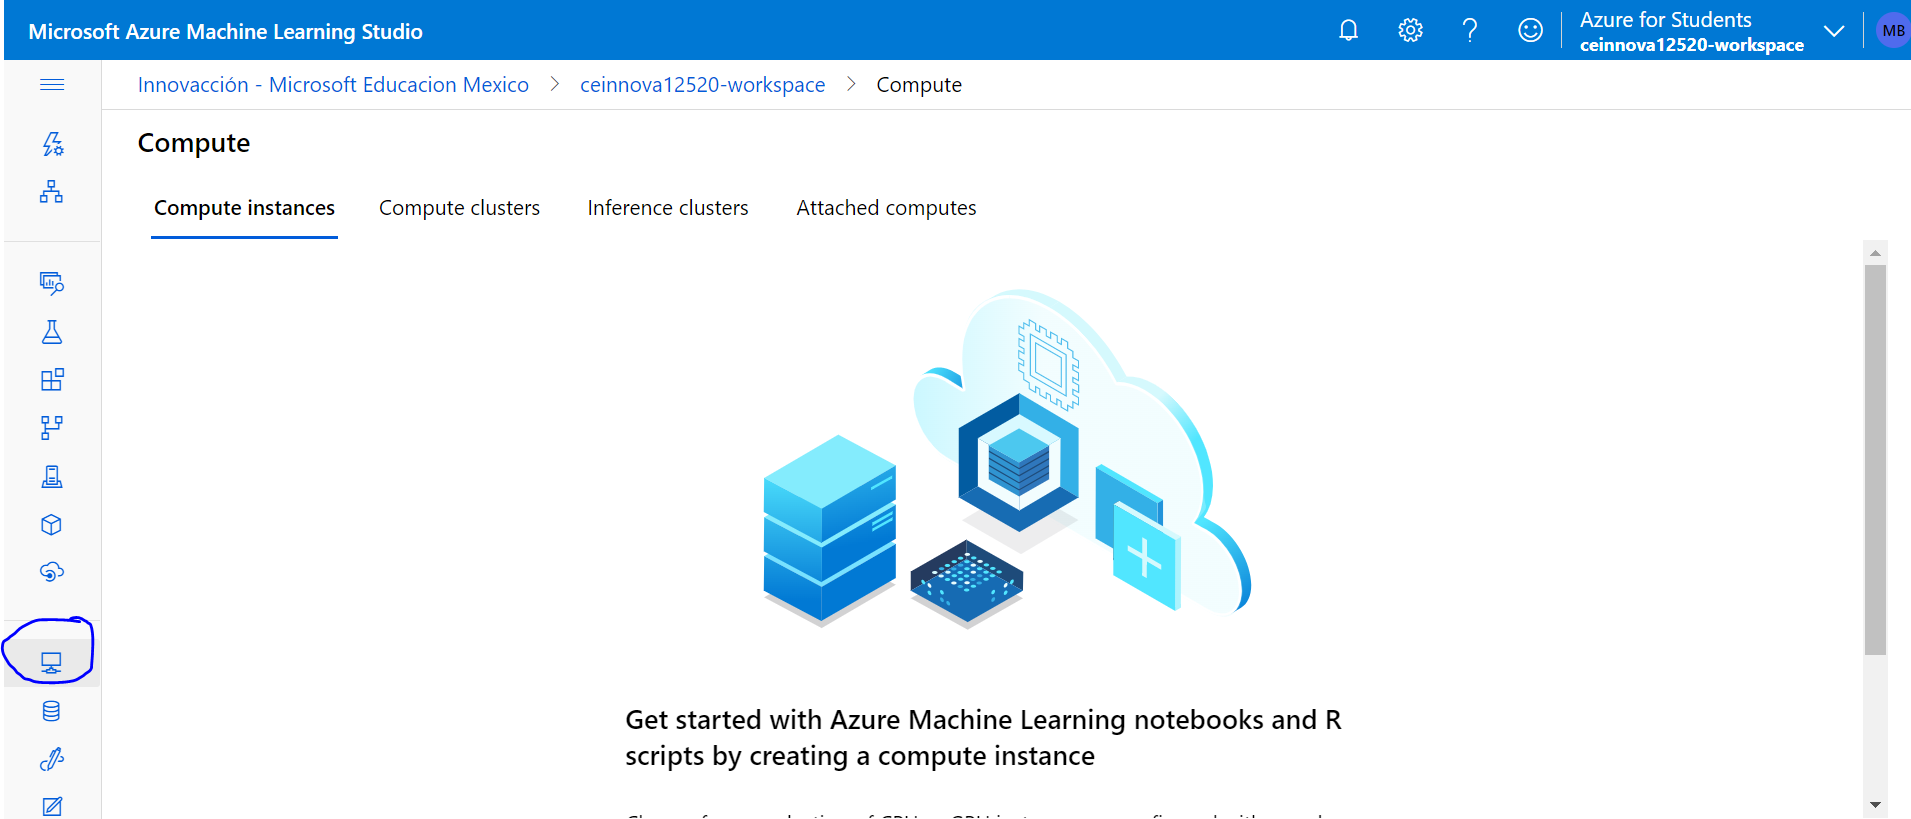 Microsoft Azure Machine Learning Studio
Azure for Students
ceinnova12520-workspace
MB
Innovacción - Microsoft Educacion Mexico > ceinnova12520-workspace > Compute
Compute
Compute instances Compute clusters Inference clusters Attached computes
Get started with Azure Machine Learning notebooks and R
scripts by creating a compute instance